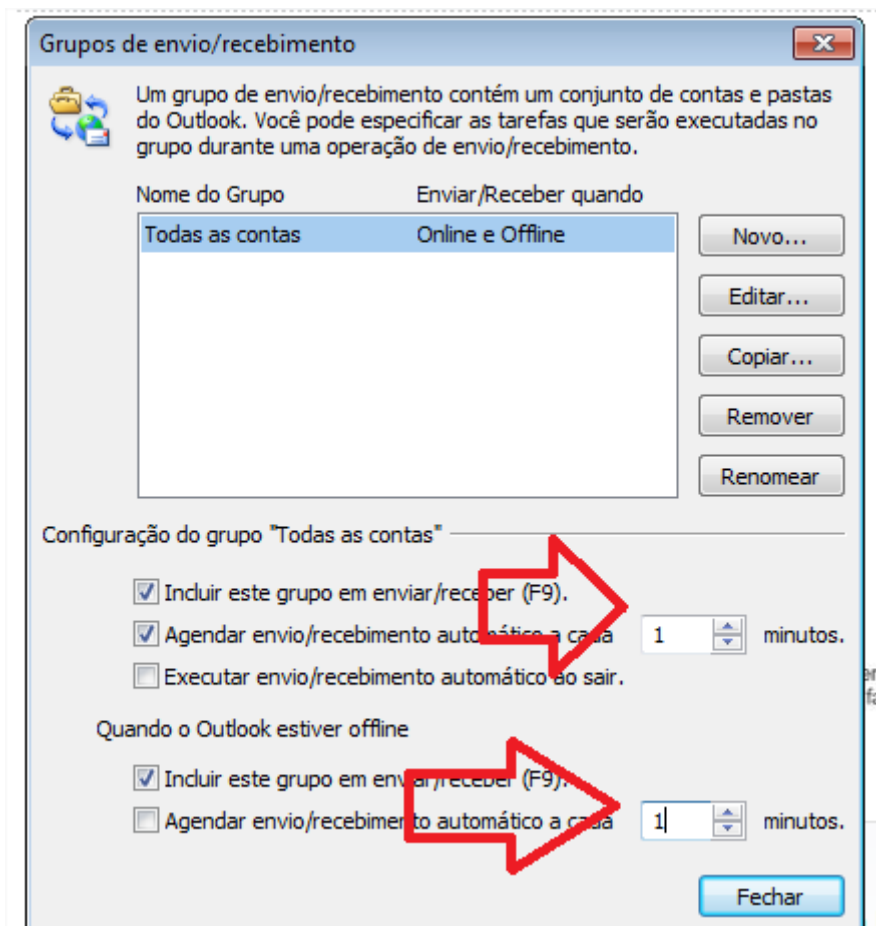 Grupos de envio/recebimento
Um grupo de envio/recebimento contém um conjunto de contas e pastas
do Outlook. Você pode especificar as tarefas que serão executadas no
grupo durante uma operação de envio/recebimento.
Nome do Grupo Enviar/Receber quando
Todas as contas Online e Offline
Novo...
Editar...
Copiar...
Remover
Renomear
Configuração do grupo "Todas as contas"
Incluir este grupo em enviar/receber (F9).
Agendar envio/recebimento automático a cada 1 minutos.
Executar envio/recebimento automático ao sair.
Quando o Outlook estiver offline
Incluir este grupo em enviar/receber (F9).
Agendar envio/recebimento automático a cada 1 minutos.
Fechar